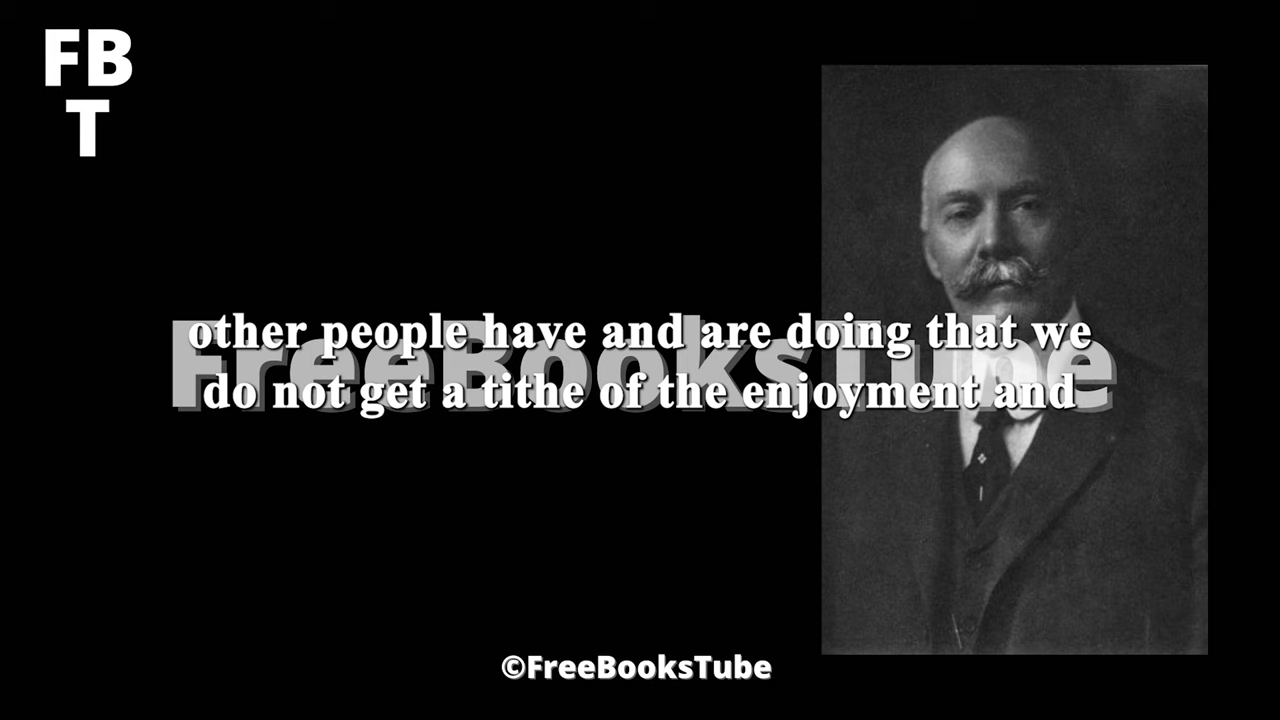 FB
T
FreeBooksTube
other people have and are doing that we
do not get a tithe of the enjoyment and
©FreeBooksTube